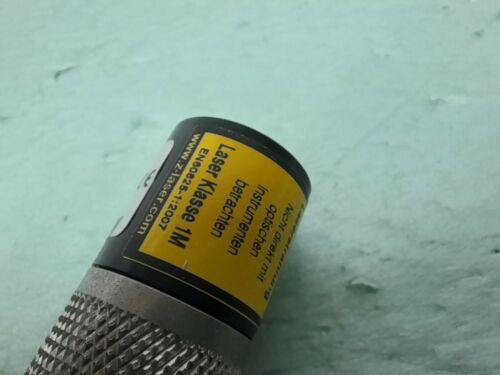 Nicht direkt mit
optischen
Instrumenten
betrachten
Laser Klasse 1M
EN60825-1:2007
www.z-laser.com